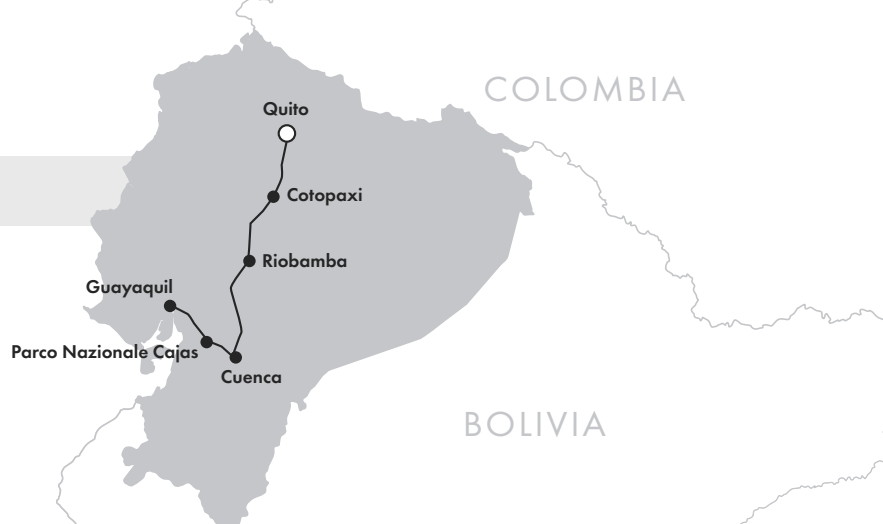 COLOMBIA
Quito
Cotopaxi
Riobamba
Guayaquil
Parco Nazionale Cajas
Cuenca
BOLIVIA